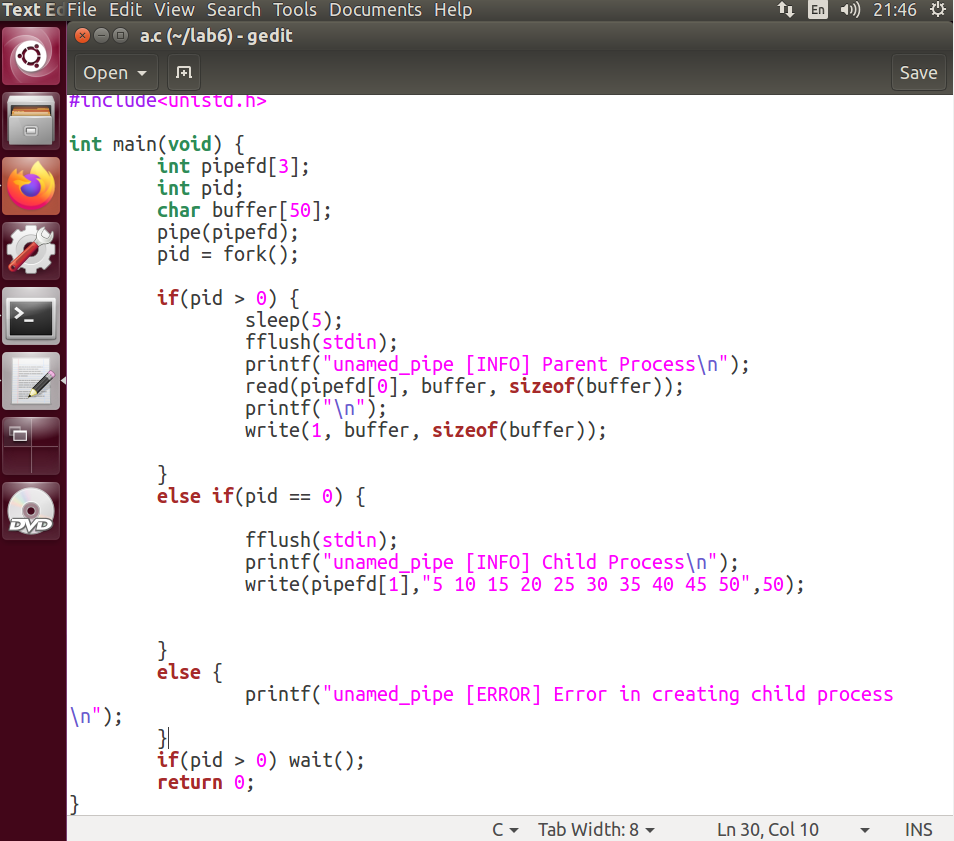 Text Ed File Edit View Search Tools Documents Help En 21:46
a.c (~/lab6) - gedit
Open Save
#include<unistd.h>
int main(void) {
int pipefd[3];
int pid;
char buffer[50];
pipe(pipefd);
pid = fork();
if(pid > 0) {
sleep(5);
fflush(stdin);
printf("unamed_pipe [INFO] Parent Process\n");
read(pipefd[0], buffer, sizeof(buffer));
printf("\n");
write(1, buffer, sizeof(buffer));
}
else if(pid == 0) {
fflush(stdin);
printf("unamed_pipe [INFO] Child Process\n");
write(pipefd[1],"5 10 15 20 25 30 35 40 45 50",50);
}
else {
printf("unamed_pipe [ERROR] Error in creating child process
\n");
}
if(pid > 0) wait();
return 0;
}
C Tab Width: 8 Ln 30, Col 10 INS
DVD